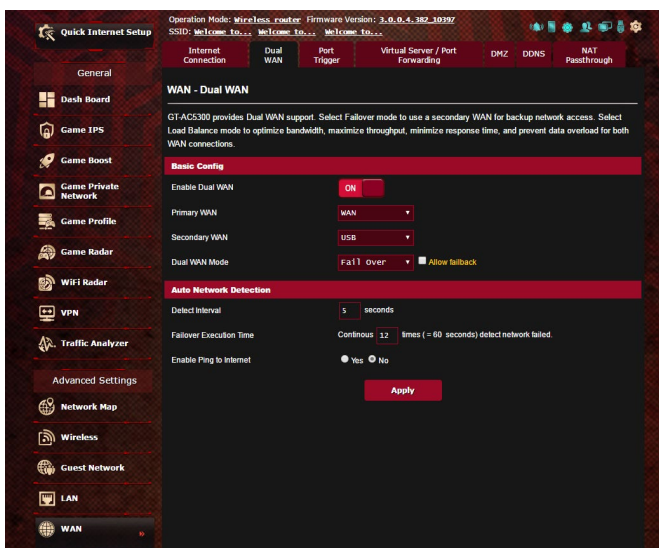 Quick Internet Setup
General
Dash Board
Game IPS
Game Boost
Game Private
Network
Game Profile
Game Radar
WiFi Radar
VPN
Traffic Analyzer
Advanced Settings
Network Map
Wireless
Guest Network
LAN
WAN
Operation Mode: Wireless router Firmware Version: 3.0.0.4.382_10397
SSID: Welcome to... Welcome to... Welcome to...
Internet
Connection
Dual
WAN
Port
Trigger
Virtual Server / Port
Forwarding
DMZ
DDNS
NAT
Passthrough
WAN - Dual WAN
GT-AC5300 provides Dual WAN support. Select Failover mode to use a secondary WAN for backup network access. Select
Load Balance mode to optimize bandwidth, maximize throughput, minimize response time, and prevent data overload for both
WAN connections.
Basic Config
Enable Dual WAN ON
Primary WAN WAN
Secondary WAN USB
Dual WAN Mode Fail Over Allow failback
Auto Network Detection
Detect Interval 5 seconds
Failover Execution Time Continous 12 times ( = 60 seconds) detect network failed.
Enable Ping to Internet Yes No
Apply